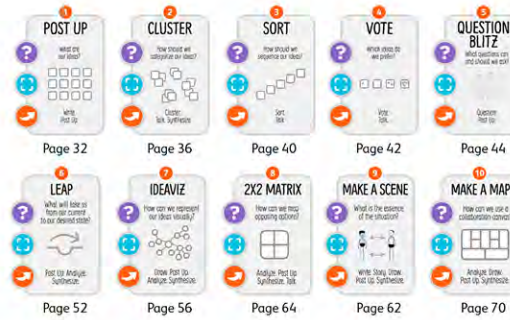 1
POST UP
What are
our ideas?
Write
Post Up
Page 32
2
CLUSTER
How should we
categorize our ideas?
Cluster
Talk Synthesize
Page 36
3
SORT
How should we
sequence our ideas?
Sort
Talk
Page 40
4
VOTE
Which ideas do
we prefer?
Vote
Talk
Page 42
5
QUESTION
BLITZ
What questions can
and should we ask?
Question
Post Up
Page 44
6
LEAP
What will take us
from our current
to our desired state?
Post Up Analyze
Synthesize
Page 52
7
IDEAVIZ
How can we represent
our ideas visually?
Draw Post Up
Analyze Synthesize
Page 56
8
2X2 MATRIX
How can we map
opposing options?
Analyze Post Up
Synthesize Talk
Page 64
9
MAKE A SCENE
What is the essence
of the situation?
Write Story Draw
Post Up Synthesize
Page 62
10
MAKE A MAP
How can we use a
collaboration canvas
Analyze Draw
Post Up Synthesize
Page 70